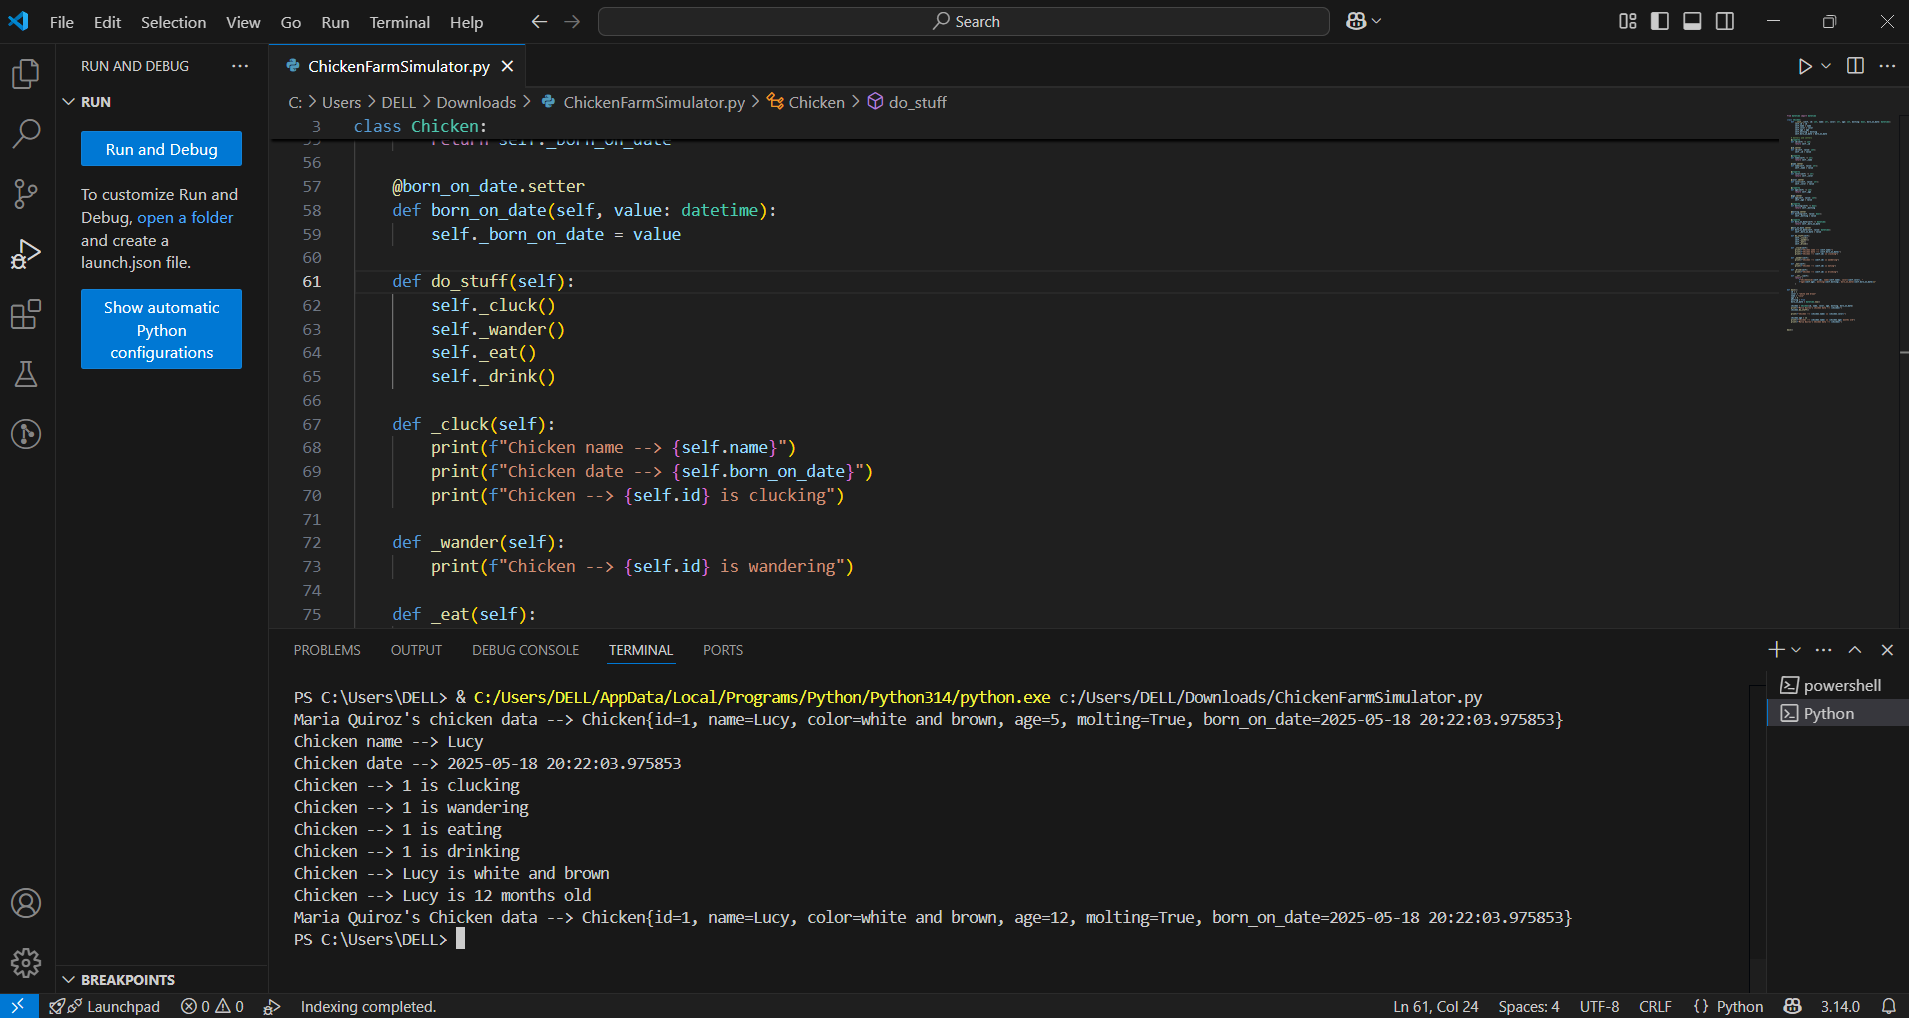 File Edit Selection View Go Run Terminal Help
Search
RUN AND DEBUG
RUN
Run and Debug
To customize Run and
Debug, open a folder
and create a
launch.json file.
Show automatic
Python
configurations
BREAKPOINTS
ChickenFarmSimulator.py
C: > Users > DELL > Downloads > ChickenFarmSimulator.py > Chicken > do_stuff
3 class Chicken:
55 return self._born_on_date
56
57 @born_on_date.setter
58 def born_on_date(self, value: datetime):
59 self._born_on_date = value
60
61 def do_stuff(self):
62 self._cluck()
63 self._wander()
64 self._eat()
65 self._drink()
66
67 def _cluck(self):
68 print(f"Chicken name --> {self.name}")
69 print(f"Chicken date --> {self.born_on_date}")
70 print(f"Chicken --> {self.id} is clucking")
71
72 def _wander(self):
73 print(f"Chicken --> {self.id} is wandering")
74
75 def _eat(self):
PROBLEMS OUTPUT DEBUG CONSOLE TERMINAL PORTS
PS C:\Users\DELL> & C:/Users/DELL/AppData/Local/Programs/Python/Python314/python.exe c:/Users/DELL/Downloads/ChickenFarmSimulator.py
Maria Quiroz's chicken data --> Chicken{id=1, name=Lucy, color=white and brown, age=5, molting=True, born_on_date=2025-05-18 20:22:03.975853}
Chicken name --> Lucy
Chicken date --> 2025-05-18 20:22:03.975853
Chicken --> 1 is clucking
Chicken --> 1 is wandering
Chicken --> 1 is eating
Chicken --> 1 is drinking
Chicken --> Lucy is white and brown
Chicken --> Lucy is 12 months old
Maria Quiroz's Chicken data --> Chicken{id=1, name=Lucy, color=white and brown, age=12, molting=True, born_on_date=2025-05-18 20:22:03.975853}
PS C:\Users\DELL>
powershell
Python
Launchpad 0 0 Indexing completed.
Ln 61, Col 24 Spaces: 4 UTF-8 CRLF {} Python 3.14.0